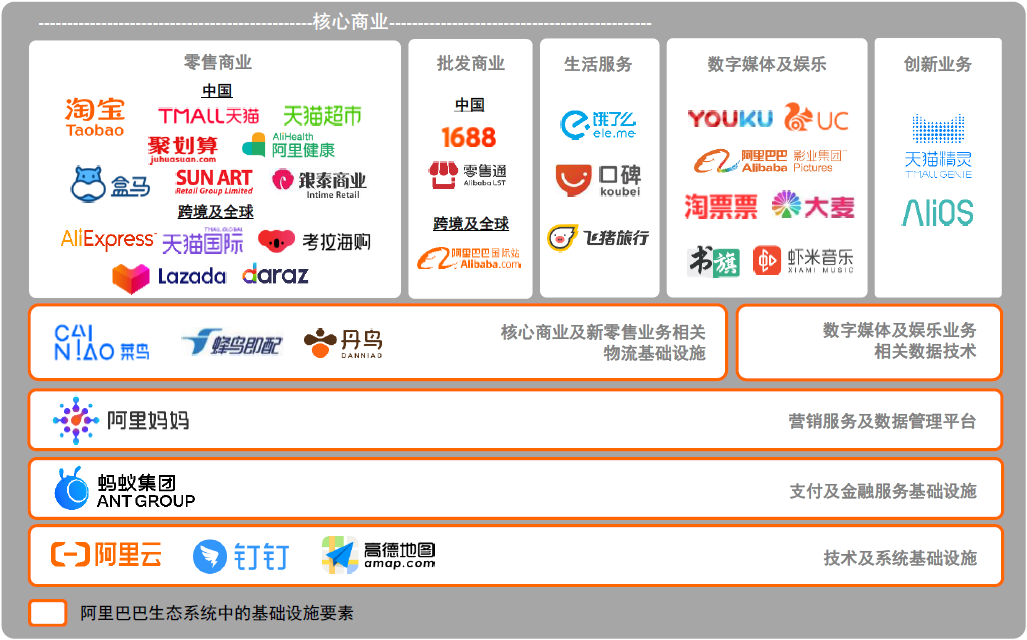 核心商业
零售商业
中国
淘宝
Taobao
TMALL天猫
天猫超市
聚划算
juhuasuan.com
AliHealth
阿里健康
盒马
SUN ART
Retail Group Limited
银泰商业
Intime Retail
跨境及全球
AliExpress
TMALL GLOBAL
天猫国际
考拉海购
Lazada
daraz
批发商业
中国
1688
零售通
Alibaba LST
跨境及全球
阿里巴巴国际站
Alibaba.com
生活服务
饿了么
ele.me
口碑
koubei
飞猪旅行
数字媒体及娱乐
YOUKU
UC
阿里巴巴 影业集团
Alibaba Pictures
淘票票
大麦
书旗
虾米音乐
XIAMI MUSIC
创新业务
天猫精灵
TMALL GENIE
AliOS
CAI
NIAO 菜鸟
蜂鸟即配
丹鸟
DANNIAO
核心商业及新零售业务相关
物流基础设施
数字媒体及娱乐业务
相关数据技术
阿里妈妈
营销服务及数据管理平台
蚂蚁集团
ANT GROUP
支付及金融服务基础设施
阿里云
钉钉
高德地图
amap.com
技术及系统基础设施
阿里巴巴生态系统中的基础设施要素